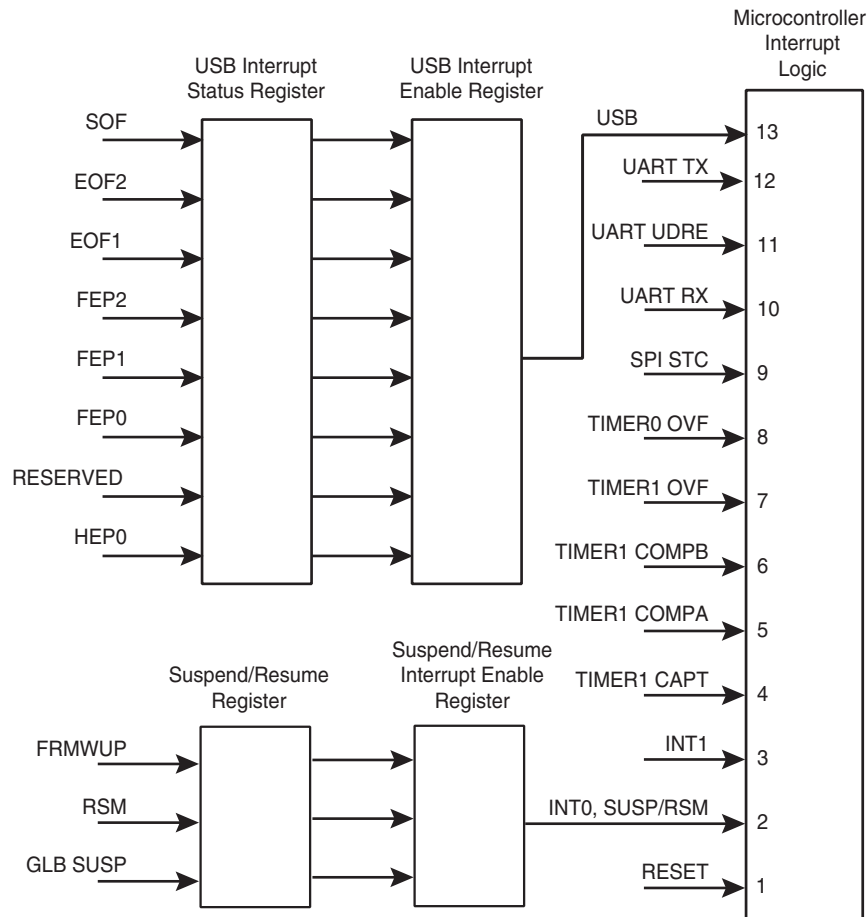 Microcontroller
Interrupt
Logic
USB Interrupt
Status Register
USB Interrupt
Enable Register
SOF
EOF2
EOF1
FEP2
FEP1
FEP0
RESERVED
HEP0
USB
13
UART TX
12
UART UDRE
11
UART RX
10
SPI STC
9
TIMER0 OVF
8
TIMER1 OVF
7
TIMER1 COMPB
6
TIMER1 COMPA
5
TIMER1 CAPT
4
INT1
3
INT0, SUSP/RSM
2
RESET
1
Suspend/Resume
Register
Suspend/Resume
Interrupt Enable
Register
FRMWUP
RSM
GLB SUSP